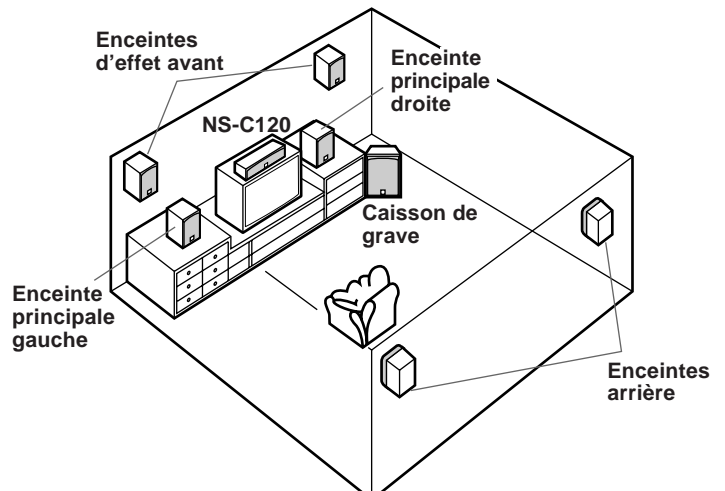 Enceintes
d'effet avant
Enceinte
principale
droite
NS-C120
Caisson de
grave
Enceinte
principale
gauche
Enceintes
arrière